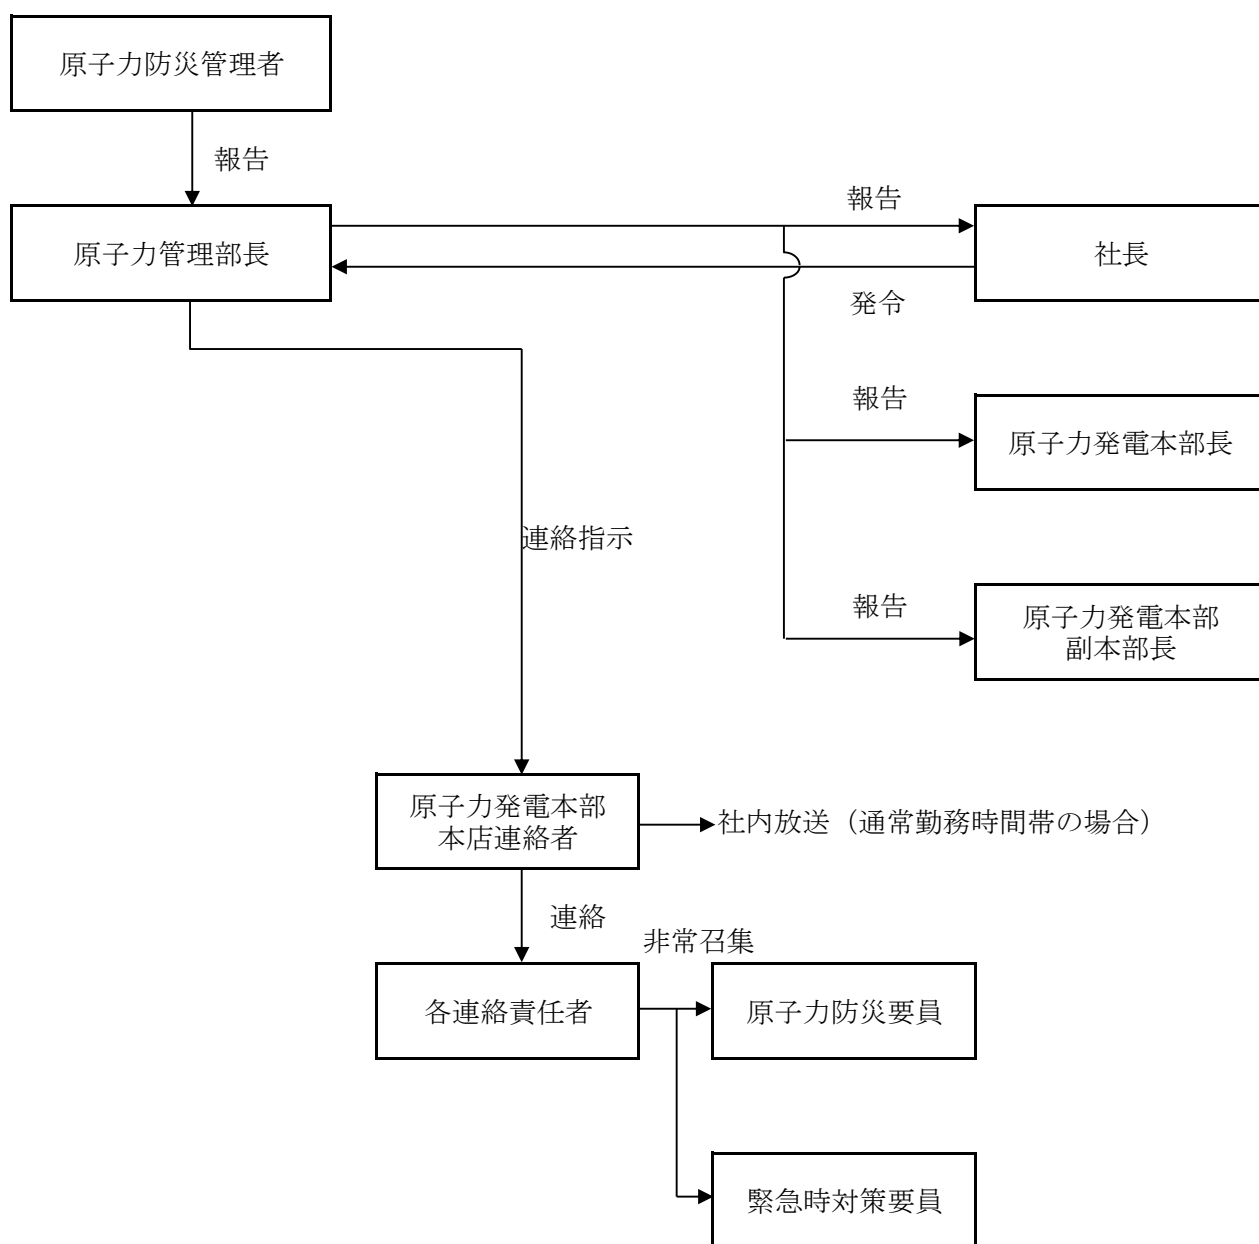 原子力防災管理者
報告
報告
原子力管理部長
社長
発令
報告
原子力発電本部長
連絡指示
報告
原子力発電本部
副本部長
原子力発電本部
本店連絡者
社内放送（通常勤務時間帯の場合）
連絡
非常召集
各連絡責任者
原子力防災要員
緊急時対策要員